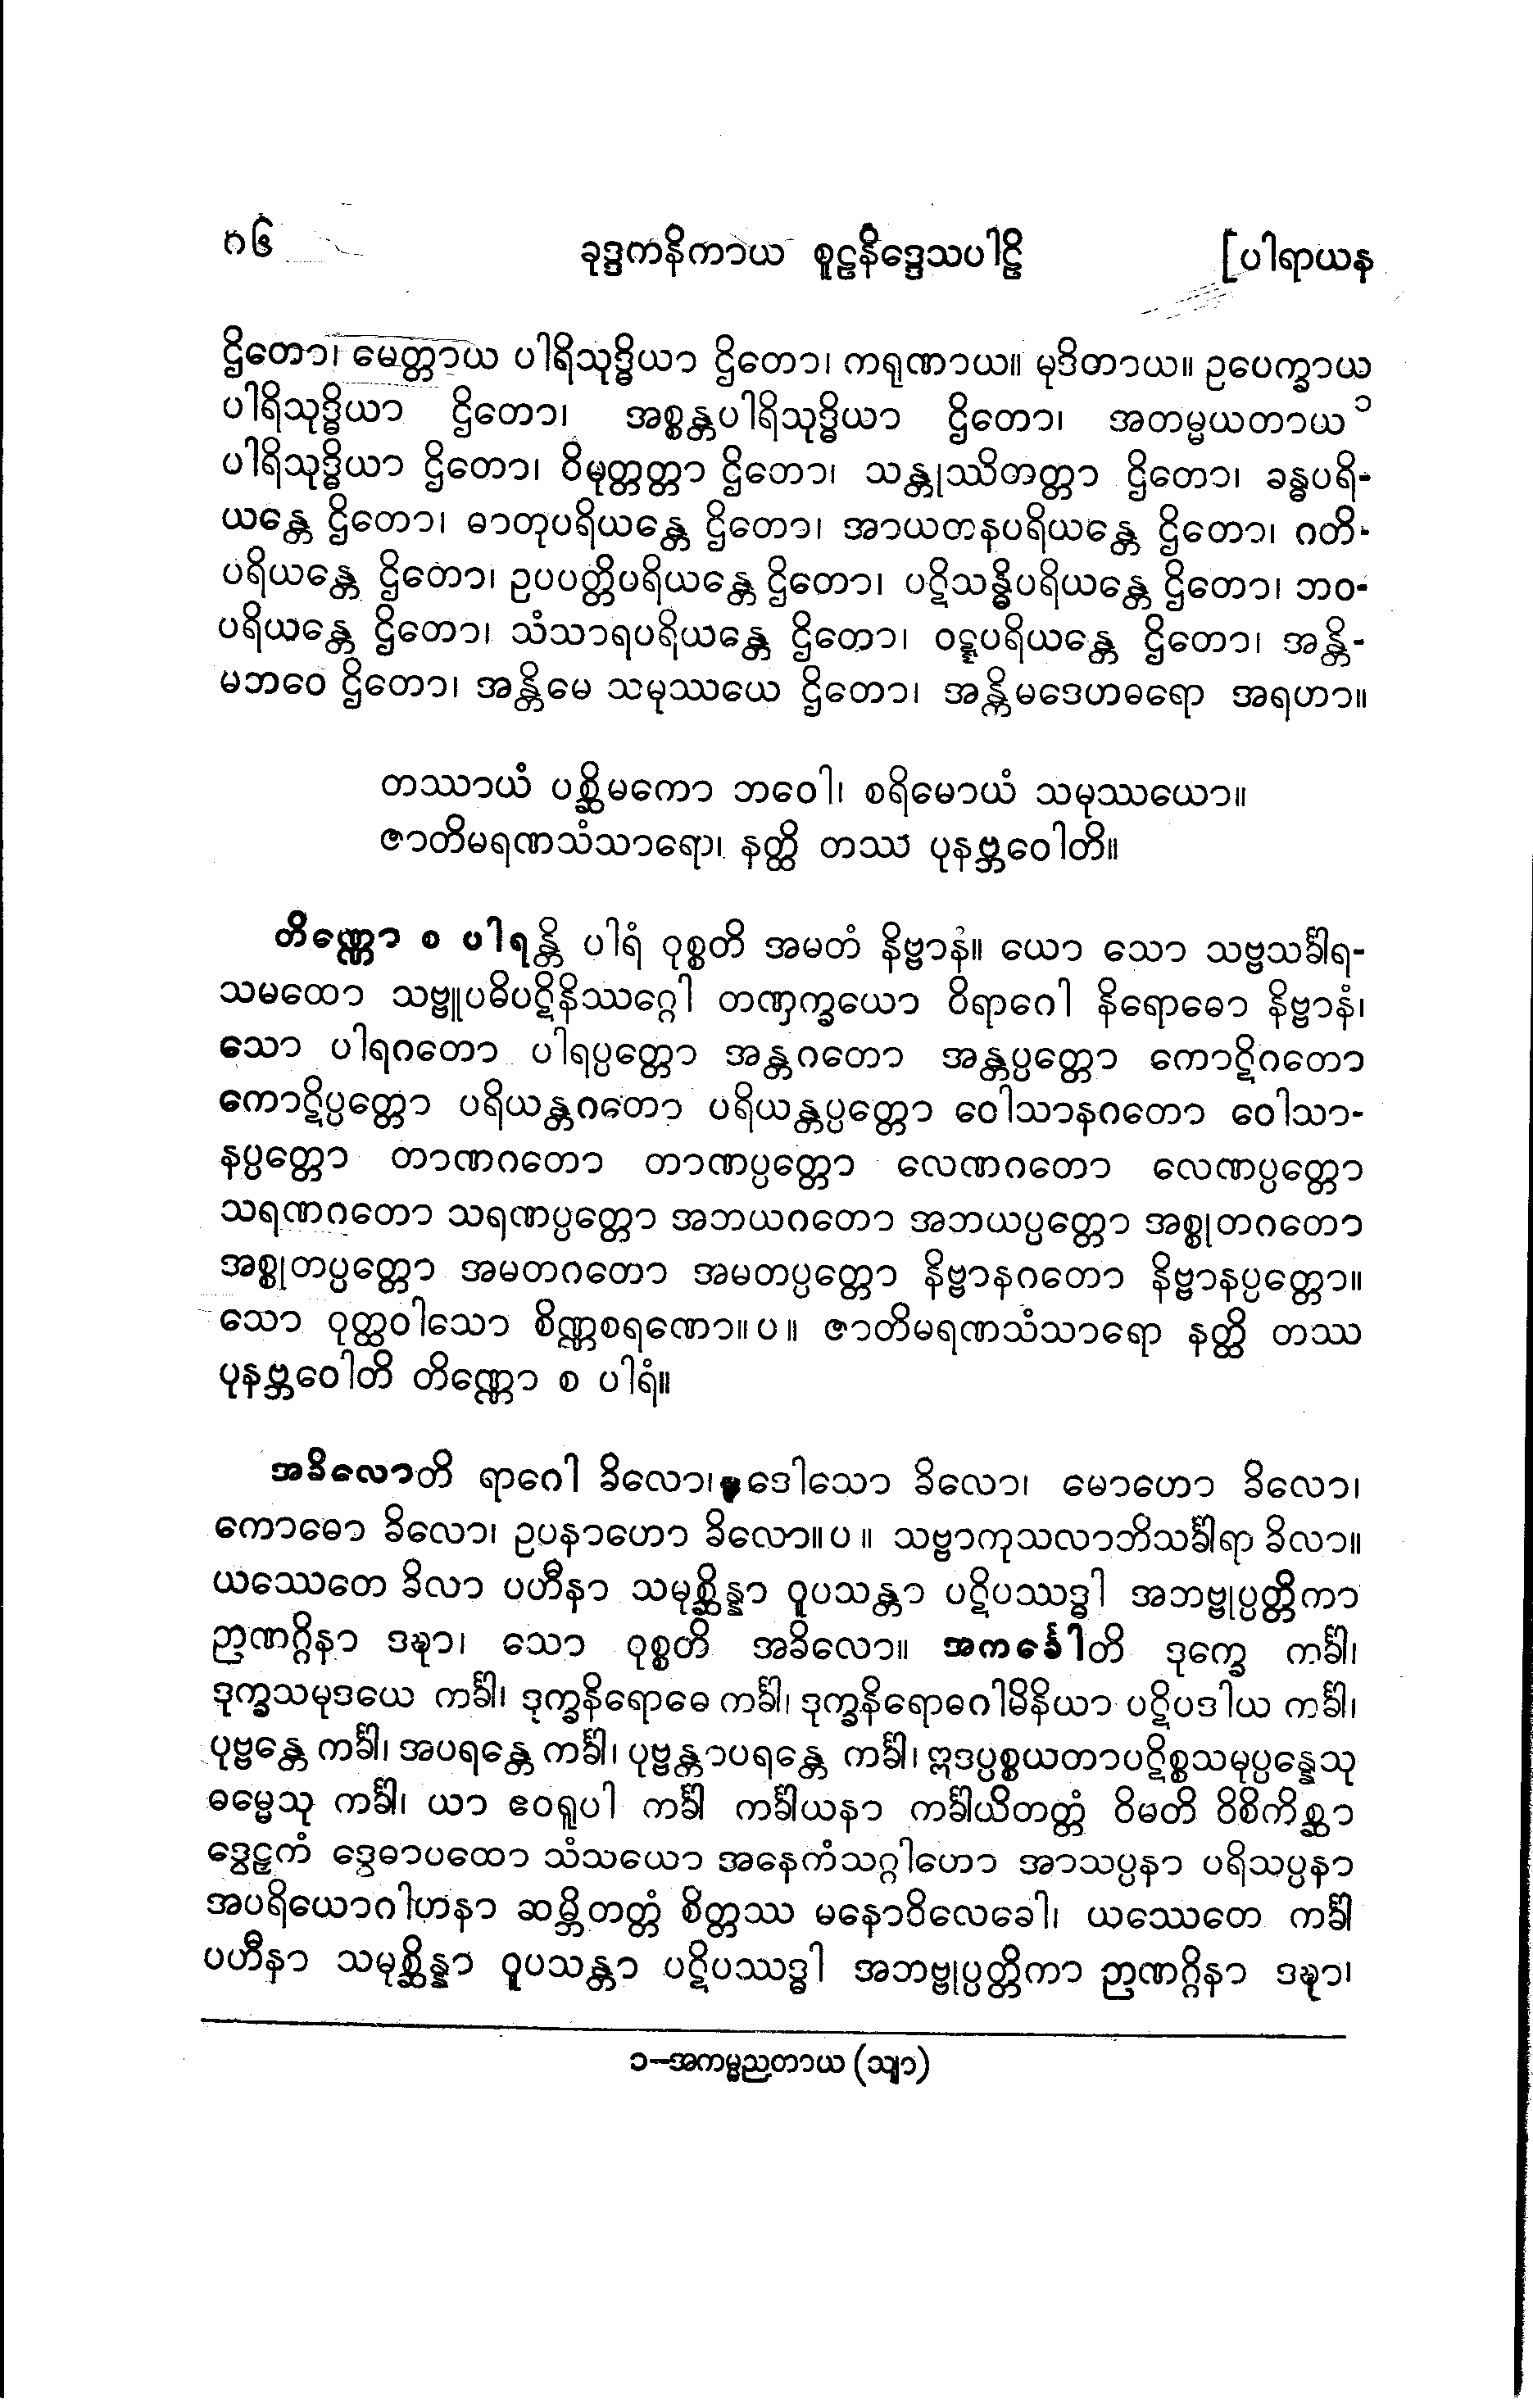 ၈၆ ခုဒ္ဒကနိကာယ စူဠနိဒ္ဒေသပါဠိ [ပါရာယန
ဌိတော၊ မေတ္တာယ ပါရိသုဒ္ဓိယာ ဌိတော၊ ကရုဏာယ။ မုဒိတာယ။ ဥပေက္ခာယ
ပါရိသုဒ္ဓိယာ ဌိတော၊ အစ္စန္တပါရိသုဒ္ဓိယာ ဌိတော၊ အတမ္မယတာယ ၁
ပါရိသုဒ္ဓိယာ ဌိတော၊ ဝိမုတ္တတ္တာ ဌိတော၊ သန္တုဿိတတ္တာ ဌိတော၊ ခန္ဓပရိ-
ယန္တေ ဌိတော၊ ဓာတုပရိယန္တေ ဌိတော၊ အာယတနပရိယန္တေ ဌိတော၊ ဂတိ-
ပရိယန္တေ ဌိတော၊ ဥပပတ္တိပရိယန္တေ ဌိတော၊ ပဋိသန္ဓိပရိယန္တေ ဌိတော၊ ဘဝ-
ပရိယန္တေ ဌိတော၊ သံသာရပရိယန္တေ ဌိတော၊ ဝဋ္ဋပရိယန္တေ ဌိတော၊ အန္တိ-
မဘဝေ ဌိတော၊ အန္တိမေ သမုဿယေ ဌိတော၊ အန္တိမဒေဟဓရော အရဟာ။
တဿာယံ ပစ္ဆိမကော ဘဝေါ၊ စရိမောယံ သမုဿယော။
ဇာတိမရဏသံသာရော၊ နတ္ထိ တဿ ပုနဗ္ဘဝေါတိ။
တိဏ္ဏော စ ပါရန္တိ ပါရံ ဝုစ္စတိ အမတံ နိဗ္ဗာနံ။ ယော သော သဗ္ဗသင်္ခါရ-
သမထော သဗ္ဗူပဓိပဋိနိဿဂ္ဂေါ တဏှက္ခယော ဝိရာဂေါ နိရောဓော နိဗ္ဗာနံ၊
သော ပါရဂတော ပါရပ္ပတ္တော အန္တဂတော အန္တပ္ပတ္တော ကောဋိဂတော
ကောဋိပ္ပတ္တော ပရိယန္တဂတော ပရိယန္တပ္ပတ္တော ဝေါသာနဂတော ဝေါသာ-
နပ္ပတ္တော တာဏဂတော တာဏပ္ပတ္တော လေဏဂတော လေဏပ္ပတ္တော
သရဏဂတော သရဏပ္ပတ္တော အဘယဂတော အဘယပ္ပတ္တော အစ္စုတဂတော
အစ္စုတပ္ပတ္တော အမတဂတော အမတပ္ပတ္တော နိဗ္ဗာနဂတော နိဗ္ဗာနပ္ပတ္တော။
သော ဝုတ္ထဝါသော စိဏ္ဏစရဏော။ပ။ ဇာတိမရဏသံသာရော နတ္ထိ တဿ
ပုနဗ္ဘဝေါတိ တိဏ္ဏော စ ပါရံ။
အခိလောတိ ရာဂေါ ခိလော၊ ဒေါသော ခိလော၊ မောဟော ခိလော၊
ကောဓော ခိလော၊ ဥပနာဟော ခိလော။ပ။ သဗ္ဗာကုသလာဘိသင်္ခါရာ ခိလာ။
ယဿေတေ ခိလာ ပဟီနာ သမုစ္ဆိန္နာ ဝူပသန္တာ ပဋိပဿဒ္ဓါ အဘဗ္ဗုပ္ပတ္တိကာ
ဉာဏဂ္ဂိနာ ဒဍ္ဎာ၊ သော ဝုစ္စတိ အခိလော။ အကင်္ခေါတိ ဒုက္ခေ ကင်္ခါ၊
ဒုက္ခသမုဒယေ ကင်္ခါ၊ ဒုက္ခနိရောဓေ ကင်္ခါ၊ ဒုက္ခနိရောဓဂါမိနိယာ ပဋိပဒါယ ကင်္ခါ၊
ပုဗ္ဗန္တေ ကင်္ခါ၊ အပရန္တေ ကင်္ခါ၊ ပုဗ္ဗန္တာပရန္တေ ကင်္ခါ၊ ဣဒပ္ပစ္စယတာပဋိစ္စသမုပ္ပန္နေသု
ဓမ္မေသု ကင်္ခါ၊ ယာ ဧဝရူပါ ကင်္ခါ ကင်္ခါယနာ ကင်္ခါယိတတ္တံ ဝိမတိ ဝိစိကိစ္ဆာ
ဒွေဠှကံ ဒွေဓာပထော သံသယော အနေကံသဂ္ဂါဟော အာသပ္ပနာ ပရိသပ္ပနာ
အပရိယောဂါဟနာ ဆမ္ဘိတတ္တံ စိတ္တဿ မနောဝိလေခေါ၊ ယဿေတေ ကင်္ခါ
ပဟီနာ သမုစ္ဆိန္နာ ဝူပသန္တာ ပဋိပဿဒ္ဓါ အဘဗ္ဗုပ္ပတ္တိကာ ဉာဏဂ္ဂိနာ ဒဍ္ဎာ၊
၁-အကမ္မညတာယ (သျာ)